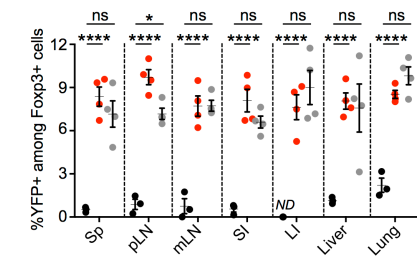 ns * ns ns ns ns ns
**** **** **** **** **** **** ****
%YFP+ among Foxp3+ cells
12
9
6
3
0
ND
Sp pLN mLN SI LI Liver Lung